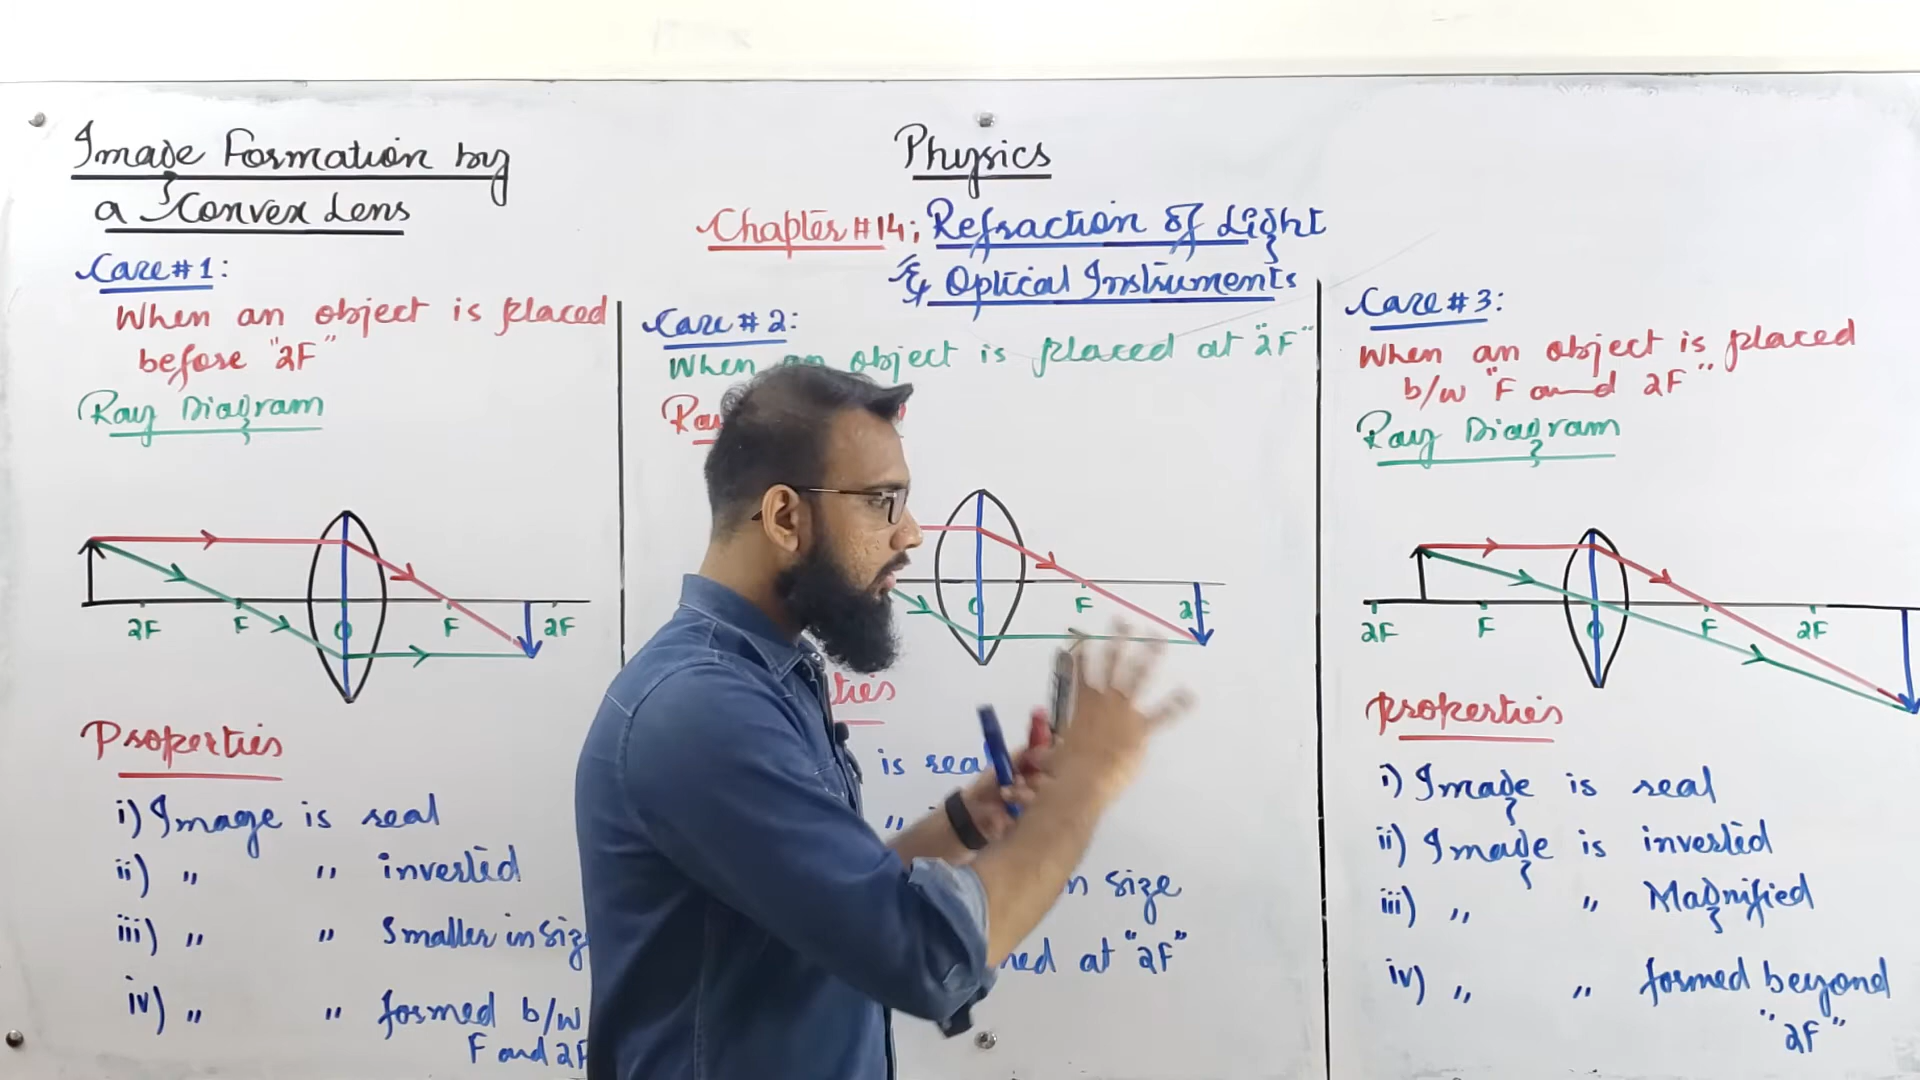 Image Formation by
a Convex Lens
Case #1:
When an object is placed
before "2F"
Ray Diagram
2F F O F 2F
Properties
i) Image is real
ii) " " inverted
iii) " " Smaller in size
iv) " " formed b/w
F and 2F
Physics
Chapter #14; Refraction of Light
& Optical Instruments
Case #2:
When an object is placed at "2F"
O F 2F
is real
"
in size
at "2F"
Case #3:
When an object is placed
b/w "F and 2F"
Ray Diagram
2F F O F 2F
Properties
i) Image is real
ii) Image is inverted
iii) " " Magnified
iv) " " formed beyond
"2F"